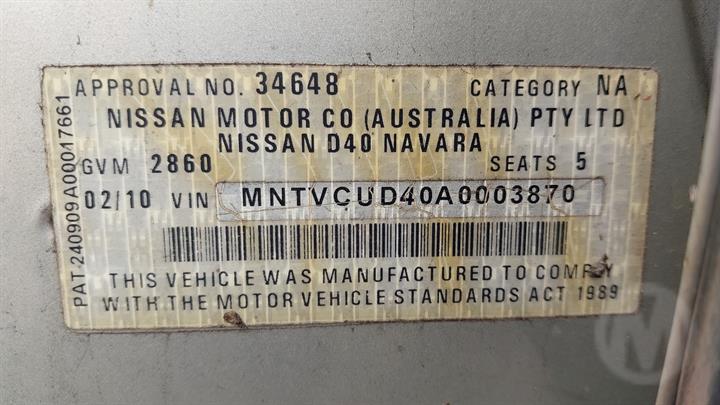 APPROVAL NO. 34648 CATEGORY NA
NISSAN MOTOR CO (AUSTRALIA) PTY LTD
NISSAN D40 NAVARA
GVM 2860 SEATS 5
02/10 VIN MNTVCUD40A0003870
THIS VEHICLE WAS MANUFACTURED TO COMPLY
WITH THE MOTOR VEHICLE STANDARDS ACT 1989
PAT 240909A00017661
M